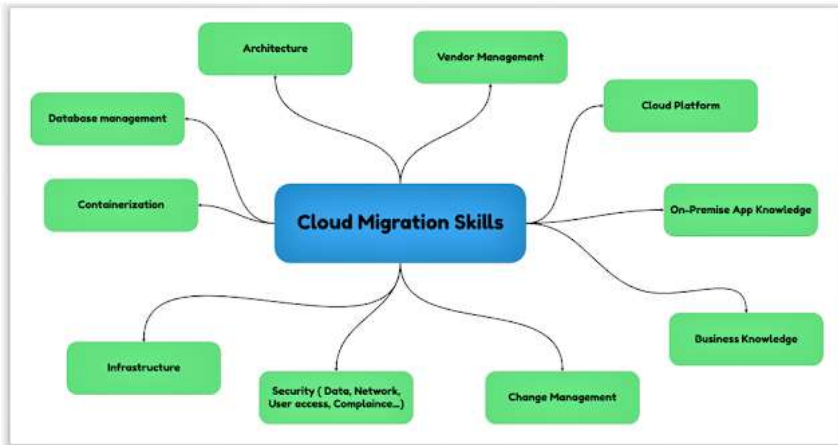 Architecture
Vendor Management
Cloud Platform
Database management
Containerization
Cloud Migration Skills
On-Premise App Knowledge
Business Knowledge
Infrastructure
Security ( Data, Network,
User access, Complaince...)
Change Management